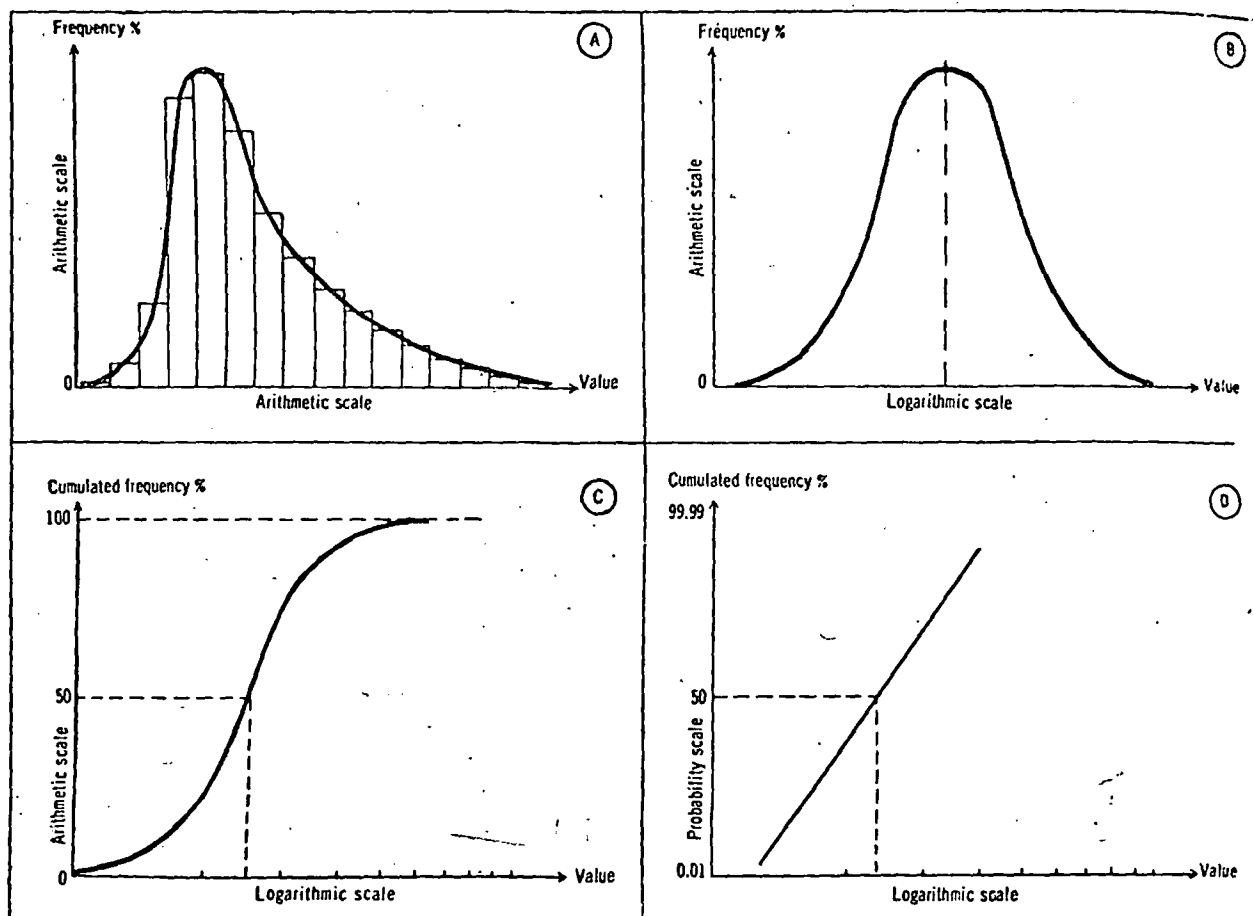 Frequency %
A
Arithmetic scale
0
Value
Arithmetic scale
Fréquency %
B
Arithmetic scale
0
Value
Logarithmic scale
Cumulated frequency %
C
100
50
Arithmetic scale
0
Value
Logarithmic scale
Cumulated frequency %
D
99.99
50
Probability scale
0.01
Value
Logarithmic scale